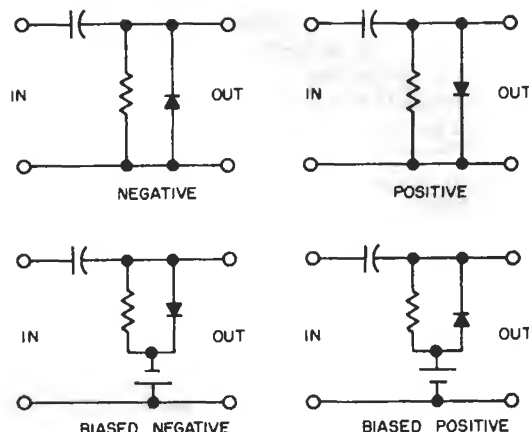 IN OUT
NEGATIVE
IN OUT
POSITIVE
IN OUT
BIASED NEGATIVE
IN OUT
BIASED POSITIVE